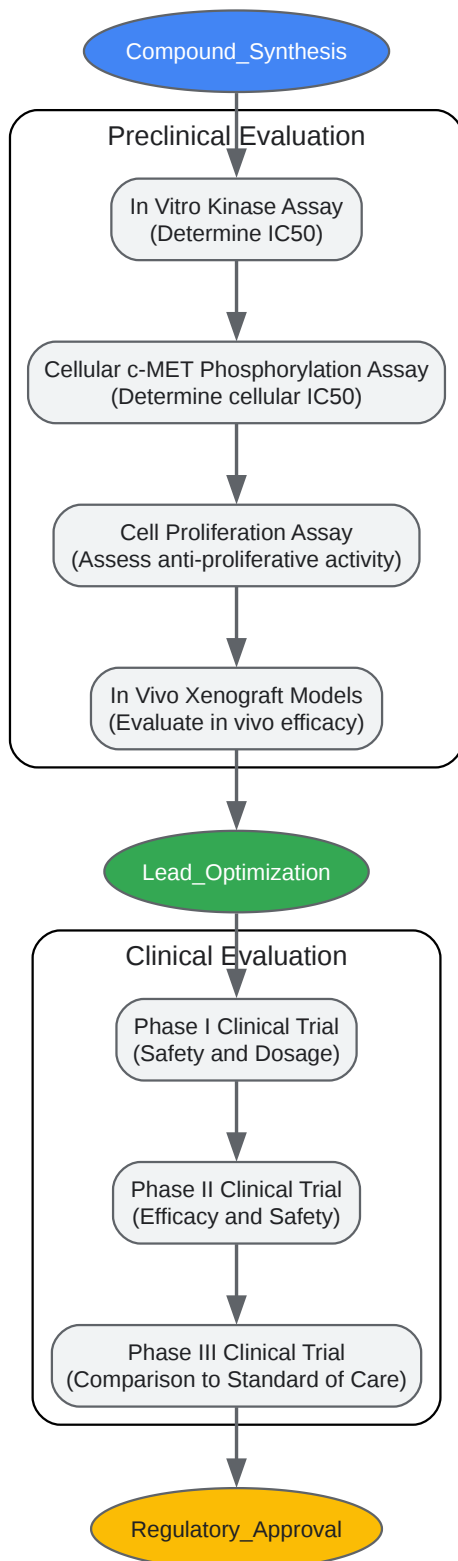 Compound_Synthesis
Preclinical Evaluation
In Vitro Kinase Assay
(Determine IC50)
Cellular c-MET Phosphorylation Assay
(Determine cellular IC50)
Cell Proliferation Assay
(Assess anti-proliferative activity)
In Vivo Xenograft Models
(Evaluate in vivo efficacy)
Lead_Optimization
Clinical Evaluation
Phase I Clinical Trial
(Safety and Dosage)
Phase II Clinical Trial
(Efficacy and Safety)
Phase III Clinical Trial
(Comparison to Standard of Care)
Regulatory_Approval